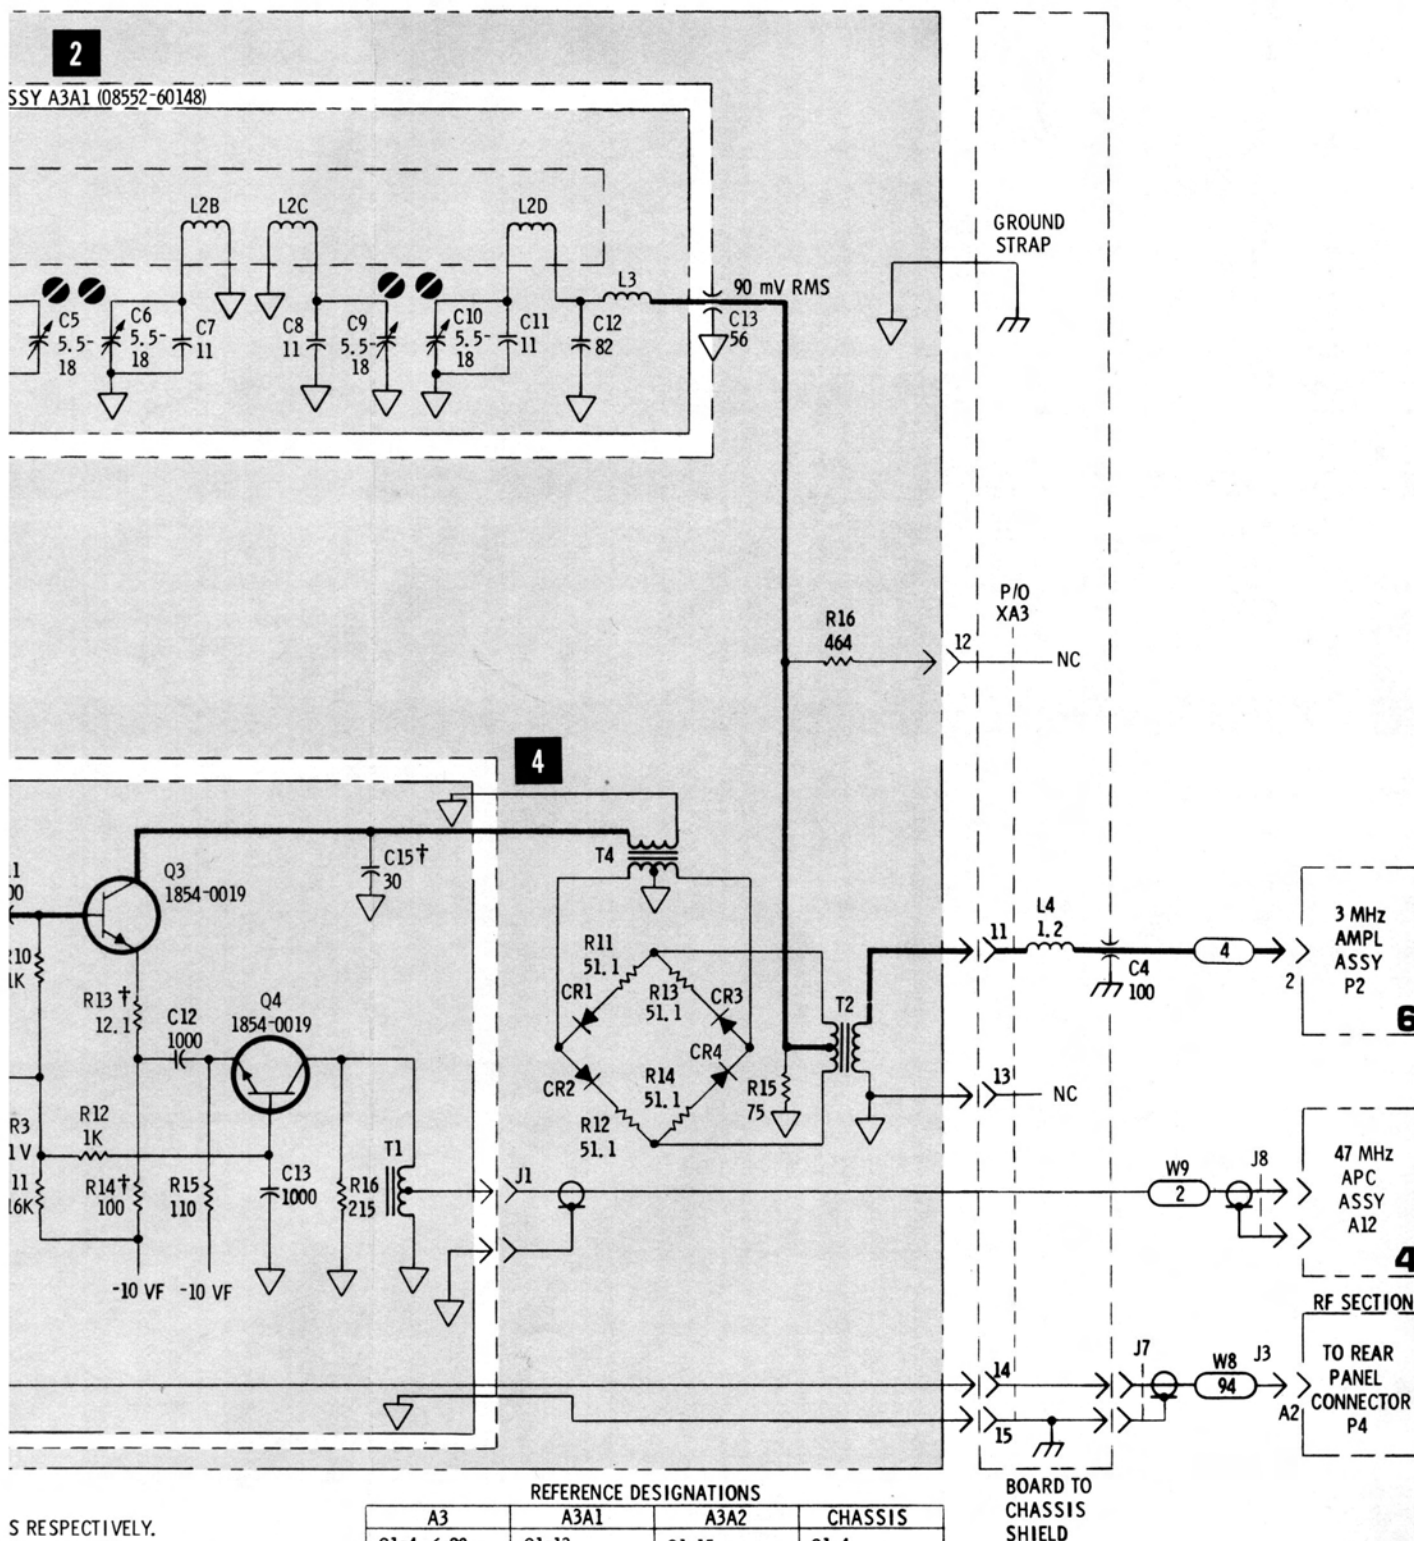 2
SSY A3A1 (08552-60148)
L2B
L2C
L2D
GROUND
STRAP
L3
90 mV RMS
C5
5.5-
18
C6
5.5-
18
C7
11
C8
11
C9
5.5-
18
C10
5.5-
18
C11
11
C12
82
C13
56
P/O
XA3
R16
464
12
NC
4
T4
C15†
30
Q3
1854-0019
R13†
12.1
C12
1000
Q4
1854-0019
R11
51.1
CR1
R13
51.1
CR3
CR2
R14
51.1
CR4
R12
51.1
R15
75
T2
11
L4
1.2
C4
100
4
2
3 MHz
AMPL
ASSY
P2
6
13
NC
1K
R12
1K
R14†
100
R15
110
C13
1000
R16
215
T1
J1
-10 VF
-10 VF
W9
2
J8
47 MHz
APC
ASSY
A12
4
RF SECTION
14
15
J7
W8
94
J3
A2
TO REAR
PANEL
CONNECTOR
P4
BOARD TO
CHASSIS
SHIELD
S RESPECTIVELY.
REFERENCE DESIGNATIONS
A3 A3A1 A3A2 CHASSIS